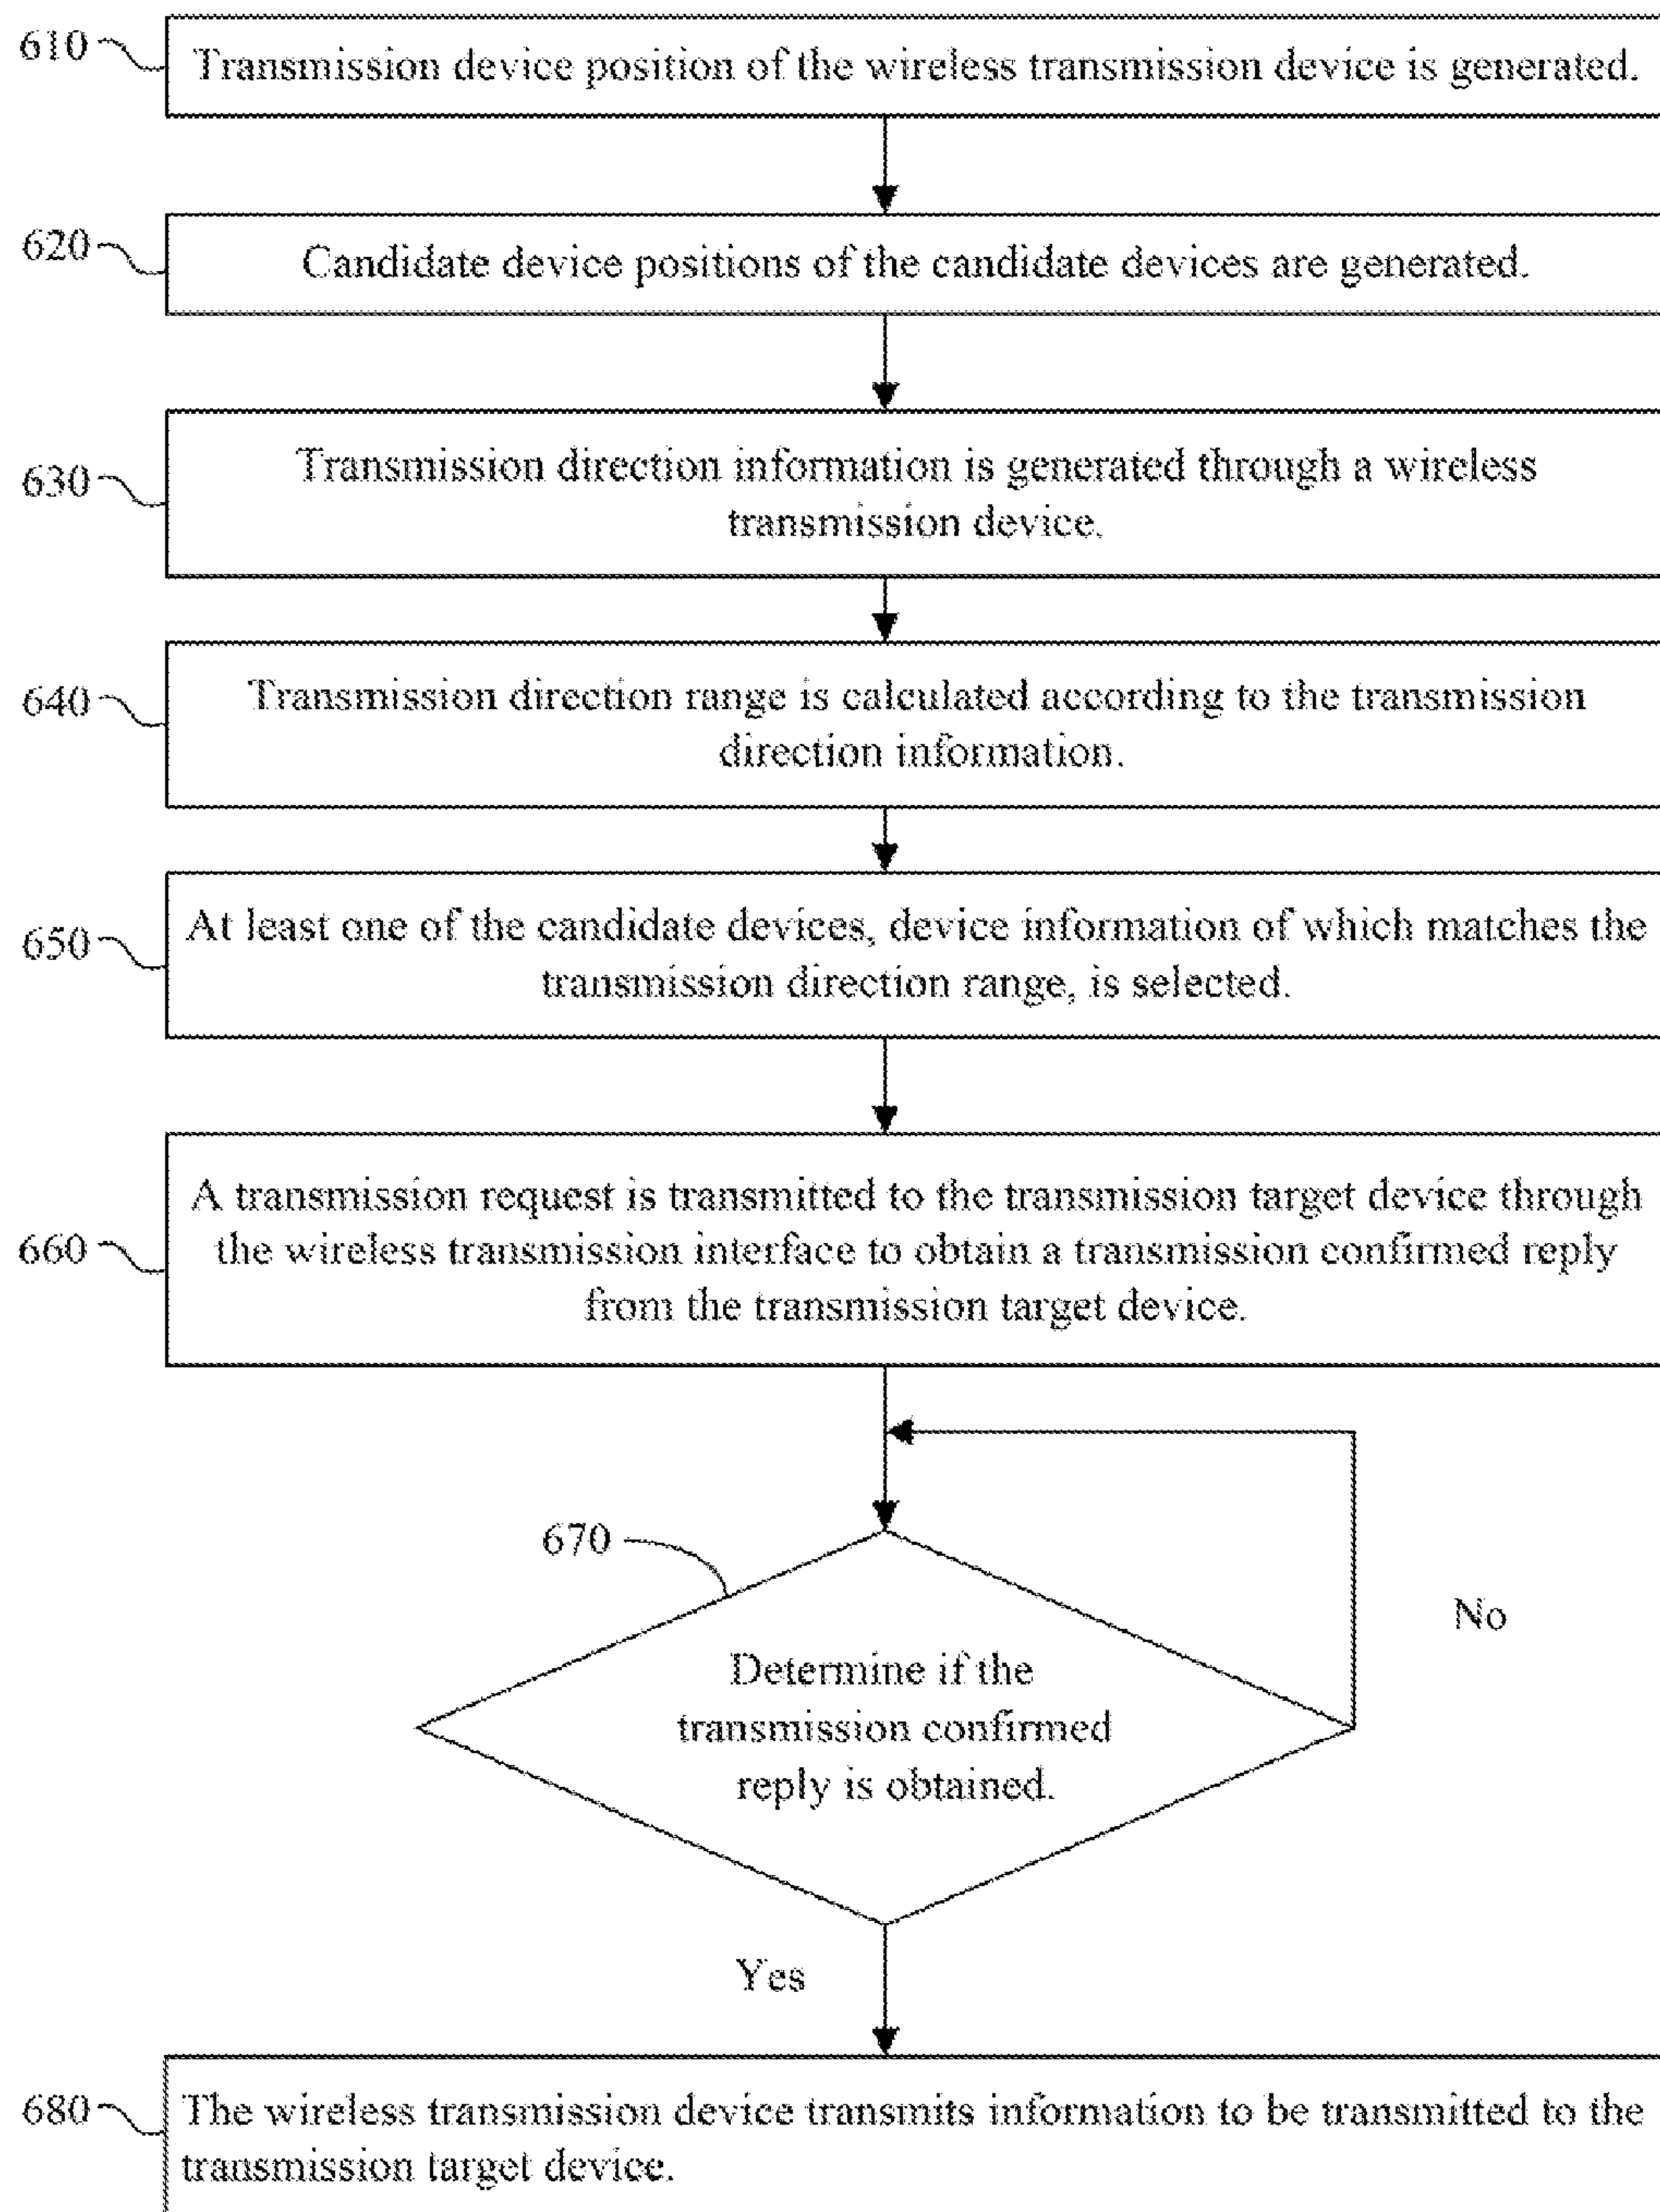 610
Transmission device position of the wireless transmission device is generated.
620
Candidate device positions of the candidate devices are generated.
630
Transmission direction information is generated through a wireless
transmission device.
640
Transmission direction range is calculated according to the transmission
direction information.
650
At least one of the candidate devices, device information of which matches the
transmission direction range, is selected.
660
A transmission request is transmitted to the transmission target device through
the wireless transmission interface to obtain a transmission confirmed reply
from the transmission target device.
670
No
Determine if the
transmission confirmed
reply is obtained.
Yes
680
The wireless transmission device transmits information to be transmitted to the
transmission target device.